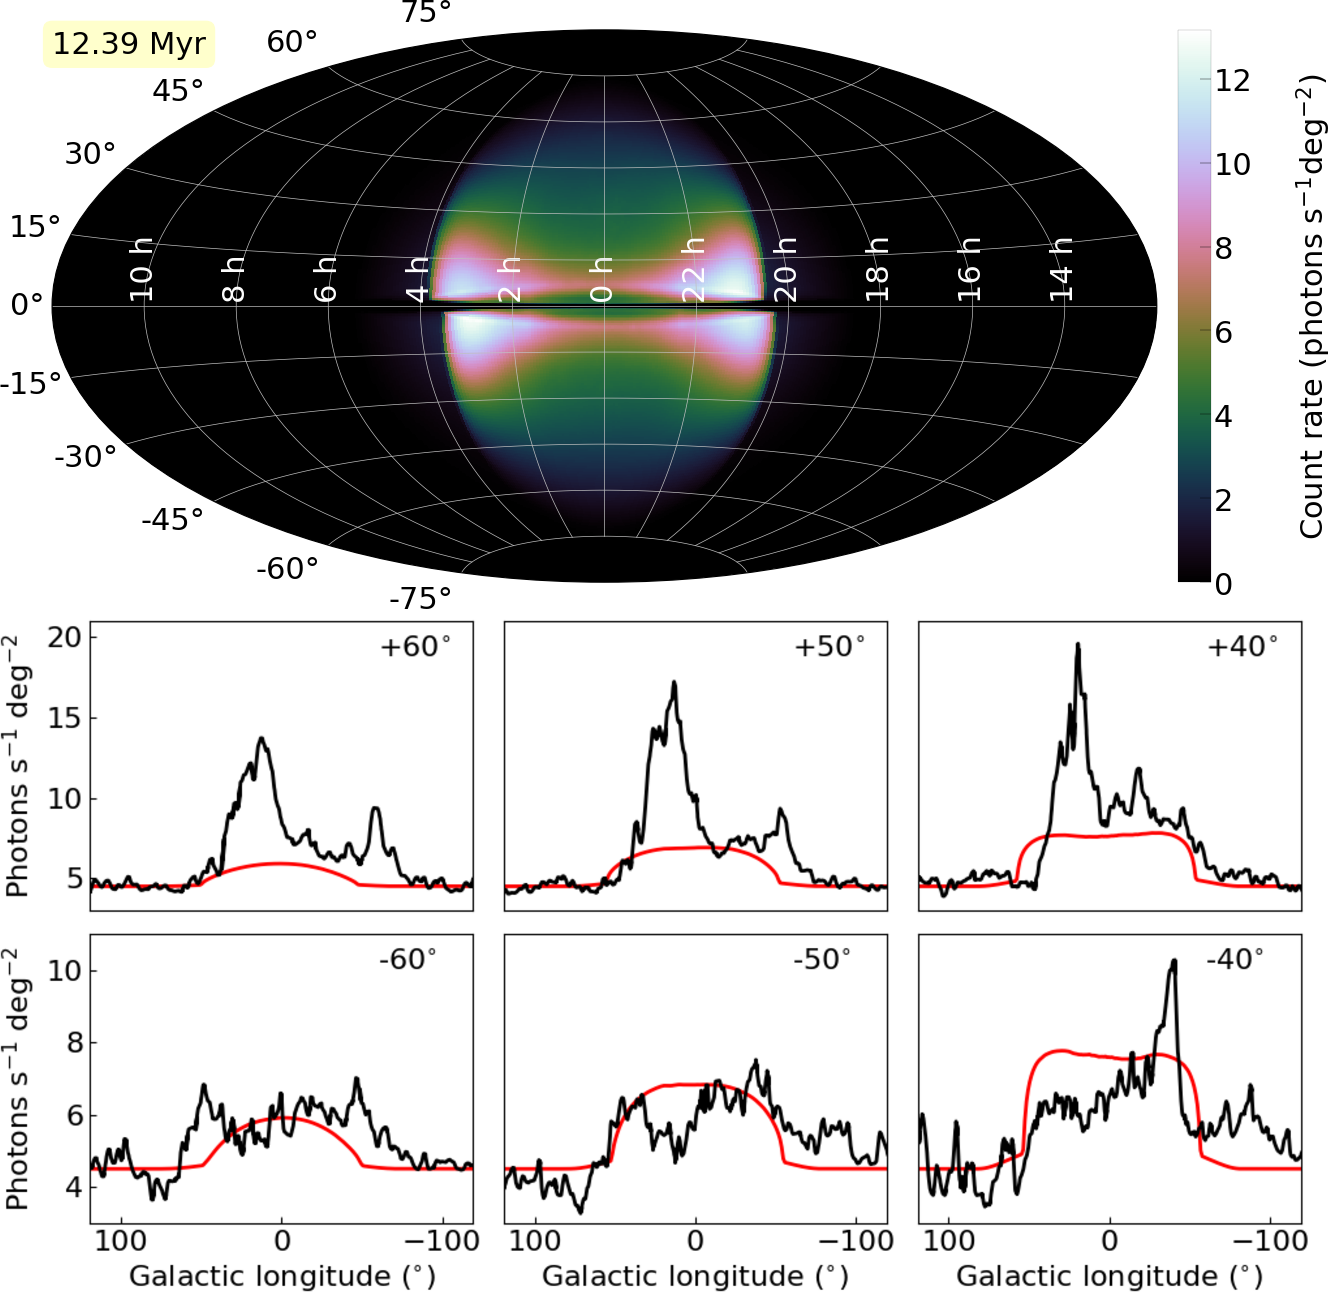 12.39 Myr
75°
60°
45°
30°
15°
0°
-15°
-30°
-45°
-60°
-75°
10 h
8 h
6 h
4 h
2 h
0 h
22 h
20 h
18 h
16 h
14 h
12
10
8
6
4
2
0
Count rate (photons s⁻¹deg⁻²)
+60°
+50°
+40°
20
15
10
5
Photons s⁻¹ deg⁻²
-60°
-50°
-40°
10
8
6
4
Photons s⁻¹ deg⁻²
100 0 −100
100 0 −100
100 0 −100
Galactic longitude (°)
Galactic longitude (°)
Galactic longitude (°)